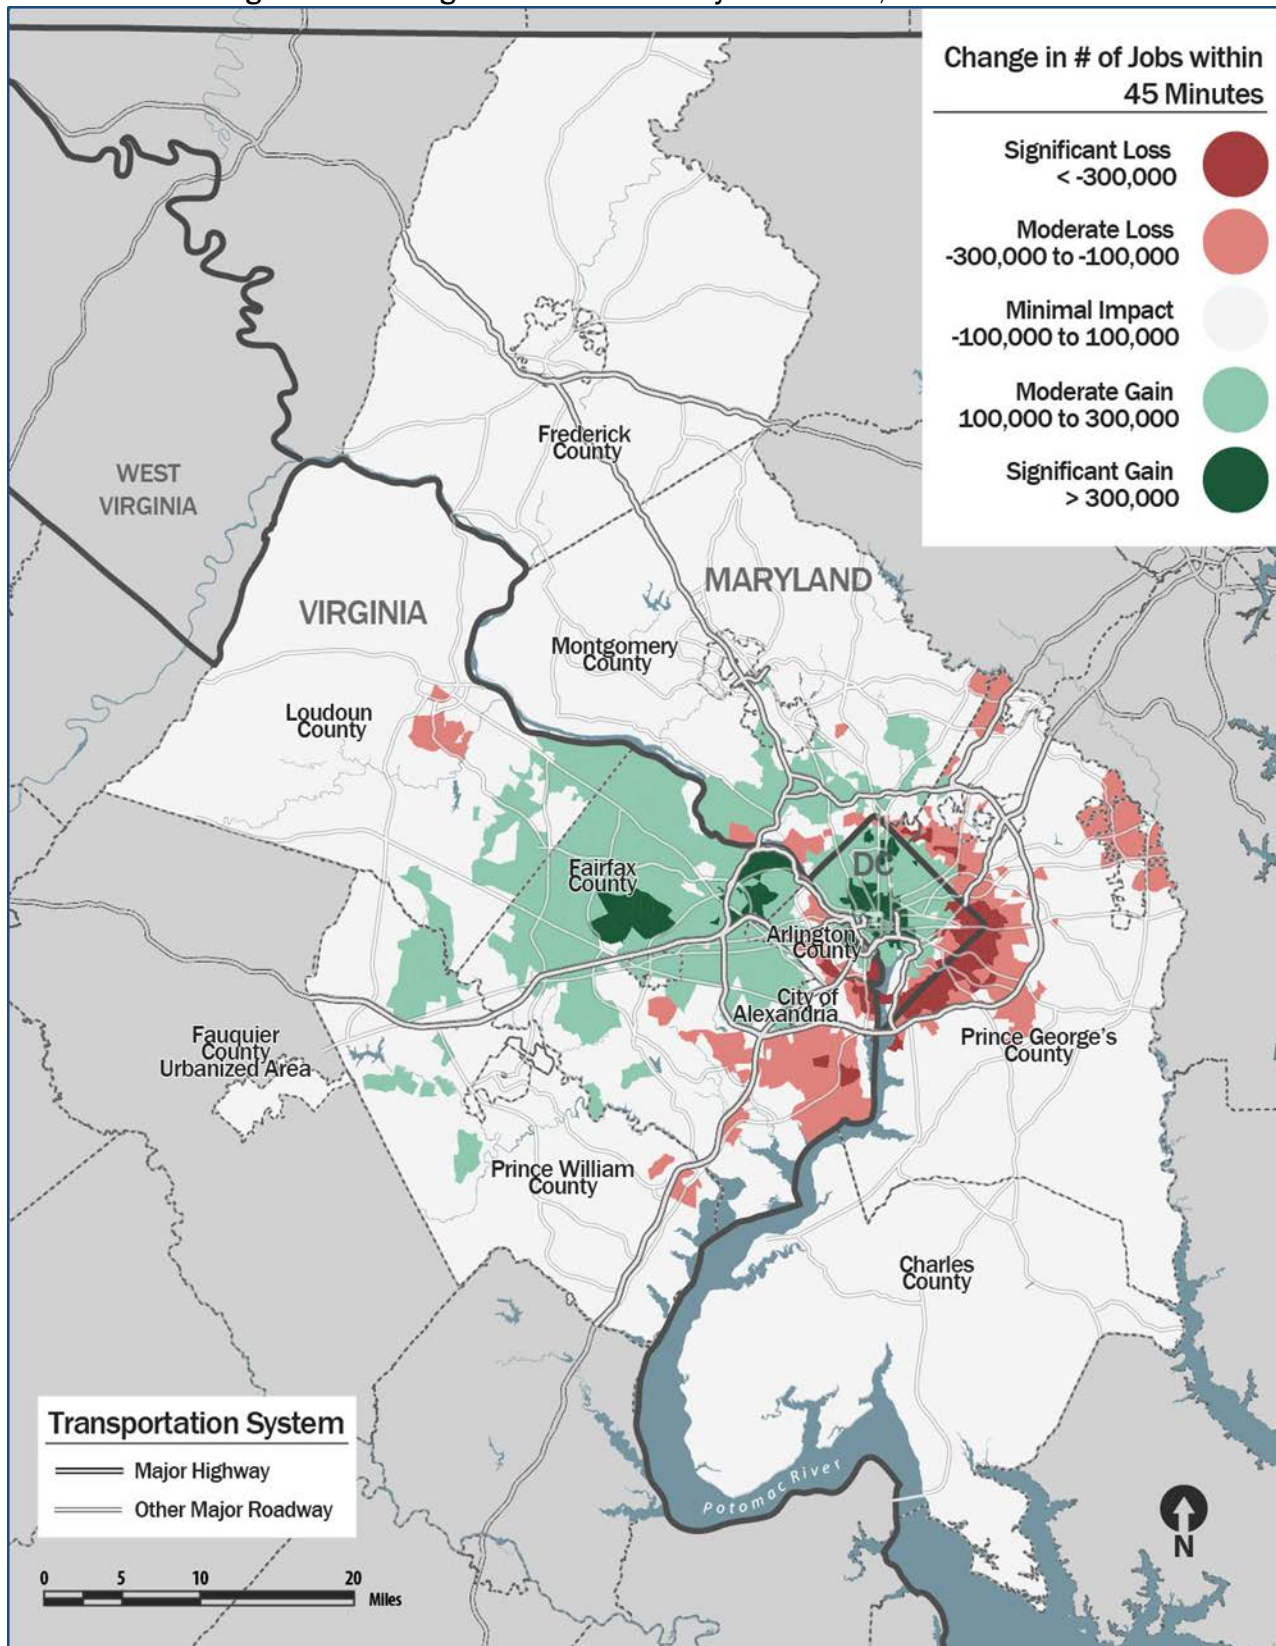 Change in # of Jobs within
45 Minutes
Significant Loss
< -300,000
Moderate Loss
-300,000 to -100,000
Minimal Impact
-100,000 to 100,000
Moderate Gain
100,000 to 300,000
Significant Gain
> 300,000
Frederick
County
WEST
VIRGINIA
MARYLAND
VIRGINIA
Montgomery
County
Loudoun
County
DC
Fairfax
County
Arlington
County
City of
Alexandria
Fauquier
County
Urbanized Area
Prince George's
County
Prince William
County
Charles
County
Potomac River
Transportation System
Major Highway
Other Major Roadway
0 5 10 20
Miles
N